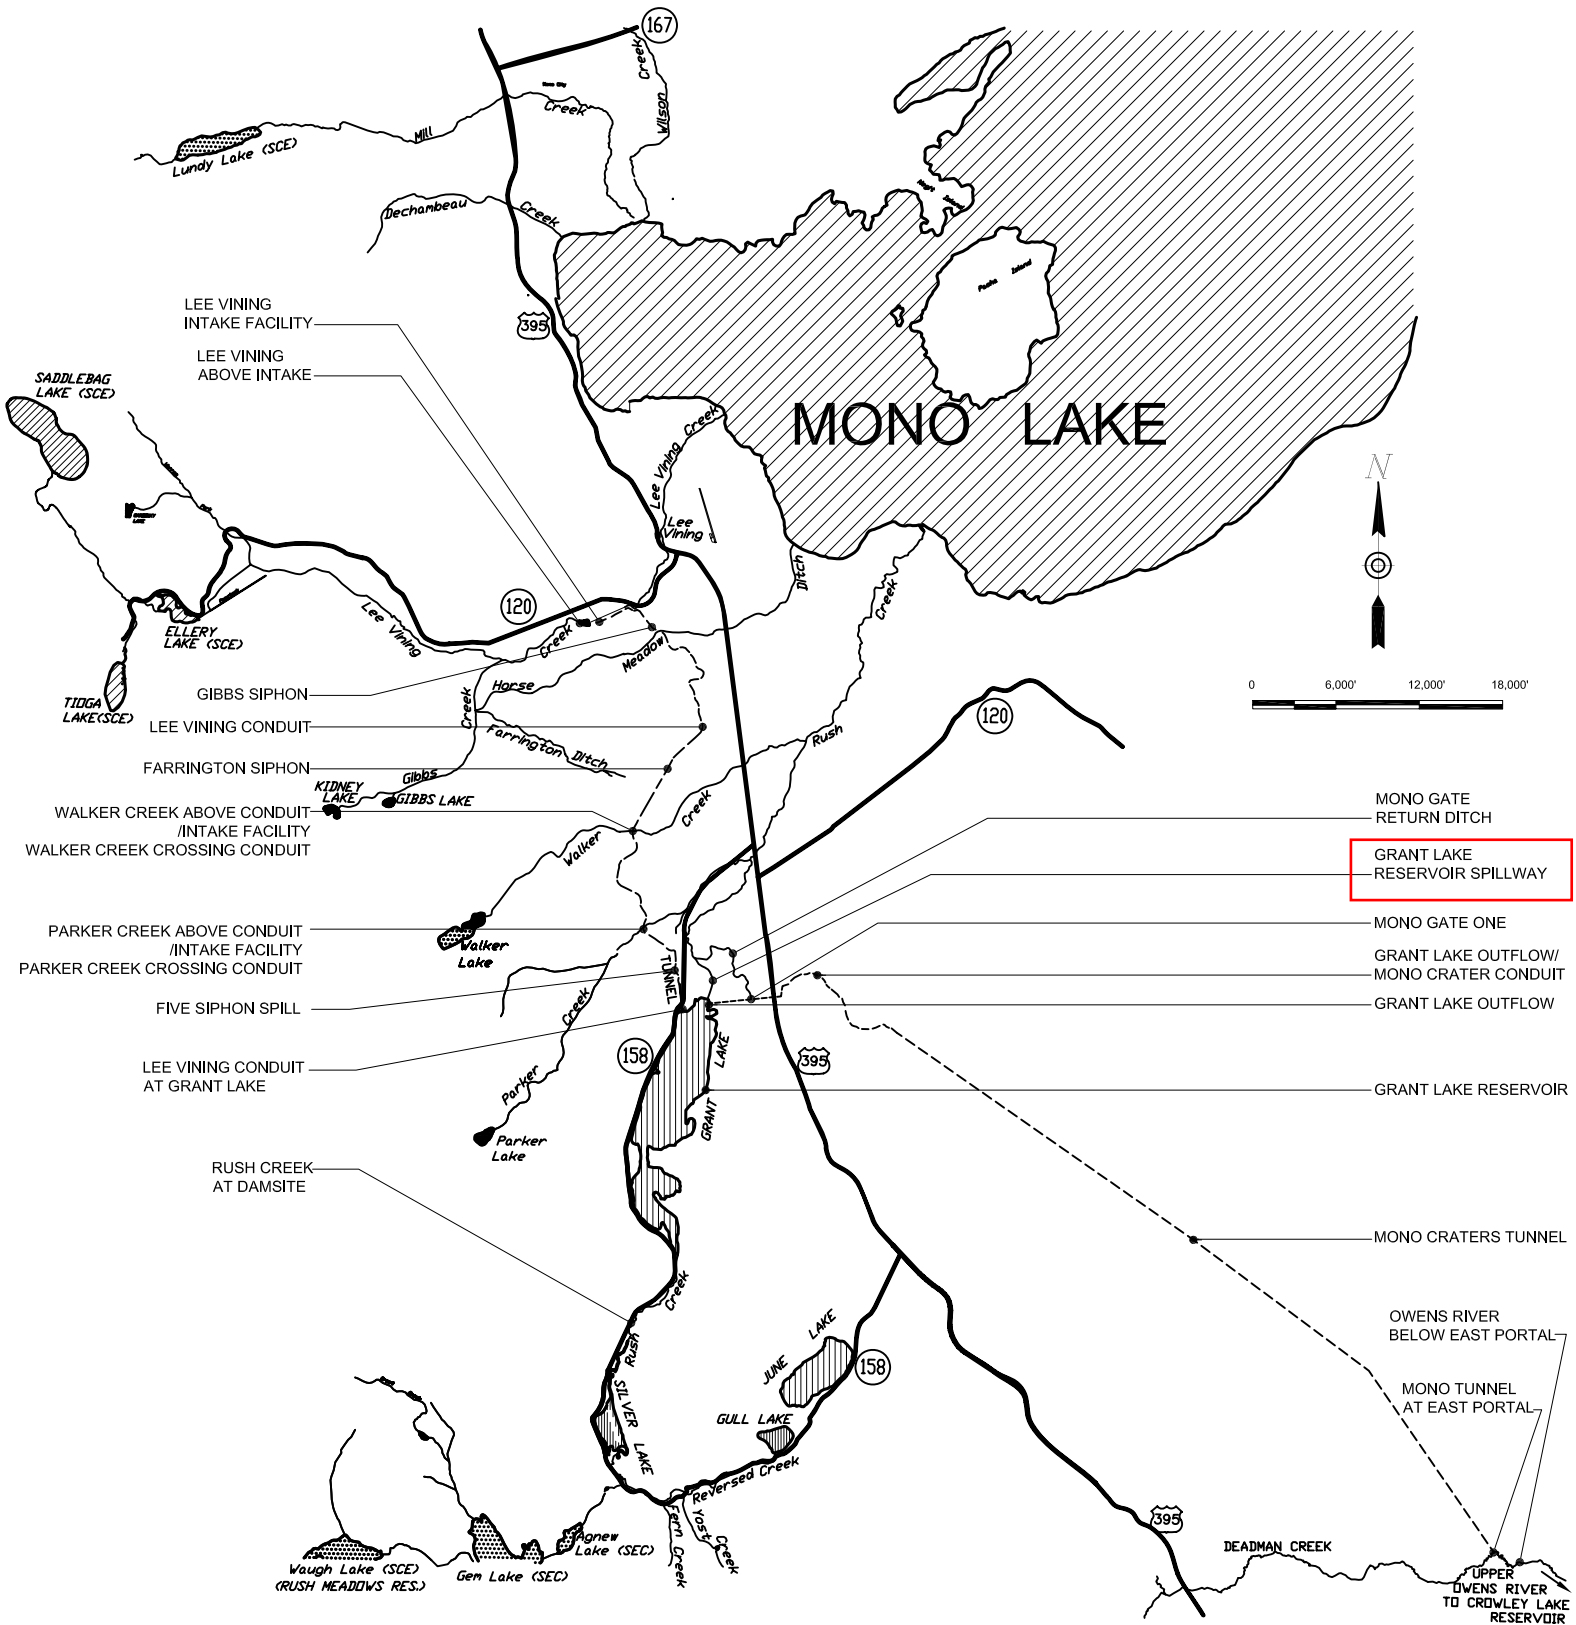 167
Creek
Wilson
Creek
Mill
Lundy Lake (SCE)
Dechambeau
Creek
Paoha Island
LEE VINING
INTAKE FACILITY
395
LEE VINING
ABOVE INTAKE
SADDLEBAG
LAKE (SCE)
MONO LAKE
Lee Vining Creek
N
Lee
Vining
Ditch
Creek
120
ELLERY
LAKE (SCE)
Lee Vining
Creek
Meadow
Horse
0 6,000' 12,000' 18,000'
TIOGA
LAKE(SCE)
GIBBS SIPHON
Creek
LEE VINING CONDUIT
Farrington Ditch
120
Rush
FARRINGTON SIPHON
Gibbs
KIDNEY
LAKE
GIBBS LAKE
Creek
WALKER CREEK ABOVE CONDUIT
/INTAKE FACILITY
WALKER CREEK CROSSING CONDUIT
Walker
MONO GATE
RETURN DITCH
GRANT LAKE
RESERVOIR SPILLWAY
MONO GATE ONE
PARKER CREEK ABOVE CONDUIT
/INTAKE FACILITY
PARKER CREEK CROSSING CONDUIT
Walker
Lake
TUNNEL
GRANT LAKE OUTFLOW/
MONO CRATER CONDUIT
FIVE SIPHON SPILL
Creek
GRANT LAKE OUTFLOW
LEE VINING CONDUIT
AT GRANT LAKE
158
GRANT LAKE
395
Parker
GRANT LAKE RESERVOIR
Parker
Lake
RUSH CREEK
AT DAMSITE
MONO CRATERS TUNNEL
Creek
Rush
OWENS RIVER
BELOW EAST PORTAL
JUNE LAKE
158
MONO TUNNEL
AT EAST PORTAL
SILVER LAKE
GULL LAKE
Reversed Creek
Fern Creek
Yost Creek
395
Agnew
Lake (SEC)
Waugh Lake (SCE)
(RUSH MEADOWS RES.)
Gem Lake (SEC)
DEADMAN CREEK
UPPER
OWENS RIVER
TO CROWLEY LAKE
RESERVOIR